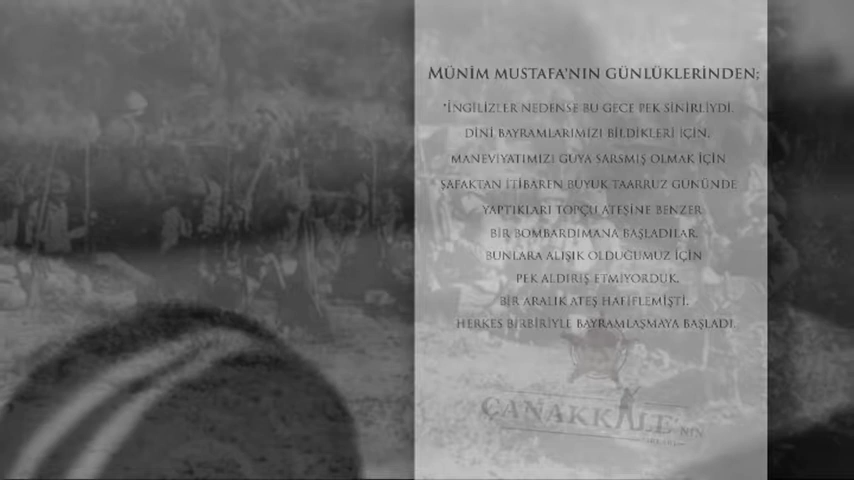 MÜNİM MUSTAFA'NIN GÜNLÜKLERİNDEN;
"İNGİLİZLER NEDENSE BU GECE PEK SİNİRLİYDİ.
DİNİ BAYRAMLARIMIZI BİLDİKLERİ İÇİN,
MANEVİYATIMIZI GUYA SARSMIŞ OLMAK İÇİN
ŞAFAKTAN İTİBAREN BÜYÜK TAARRUZ GÜNÜNDE
YAPTIKLARI TOPÇU ATEŞİNE BENZER
BİR BOMBARDIMANA BAŞLADILAR.
BUNLARA ALIŞIK OLDUĞUMUZ İÇİN
PEK ALDIRIŞ ETMİYORDUK.
BİR ARALIK ATEŞ HAFİFLEMİŞTİ.
HERKES BİRBİRİYLE BAYRAMLAŞMAYA BAŞLADI.
ÇANAKKALE'NİN